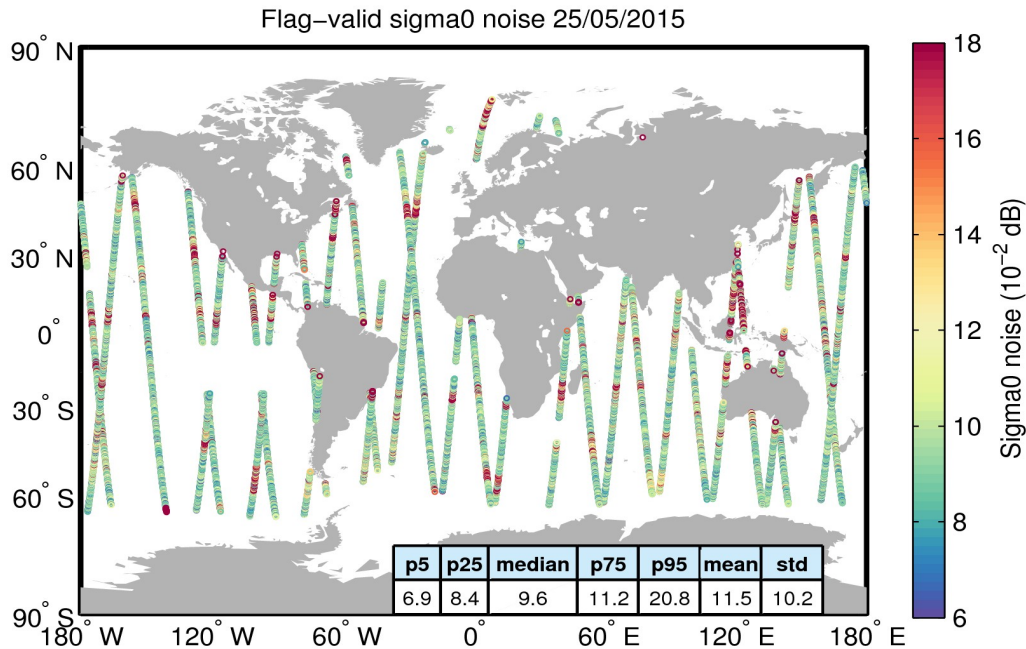 Flag−valid sigma0 noise 25/05/2015
90° N
60° N
30° N
0°
30° S
60° S
90° S
180° W 120° W 60° W 0° 60° E 120° E 180° E
p5 p25 median p75 p95 mean std
6.9 8.4 9.6 11.2 20.8 11.5 10.2
18
16
14
12
10
8
6
Sigma0 noise (10⁻² dB)